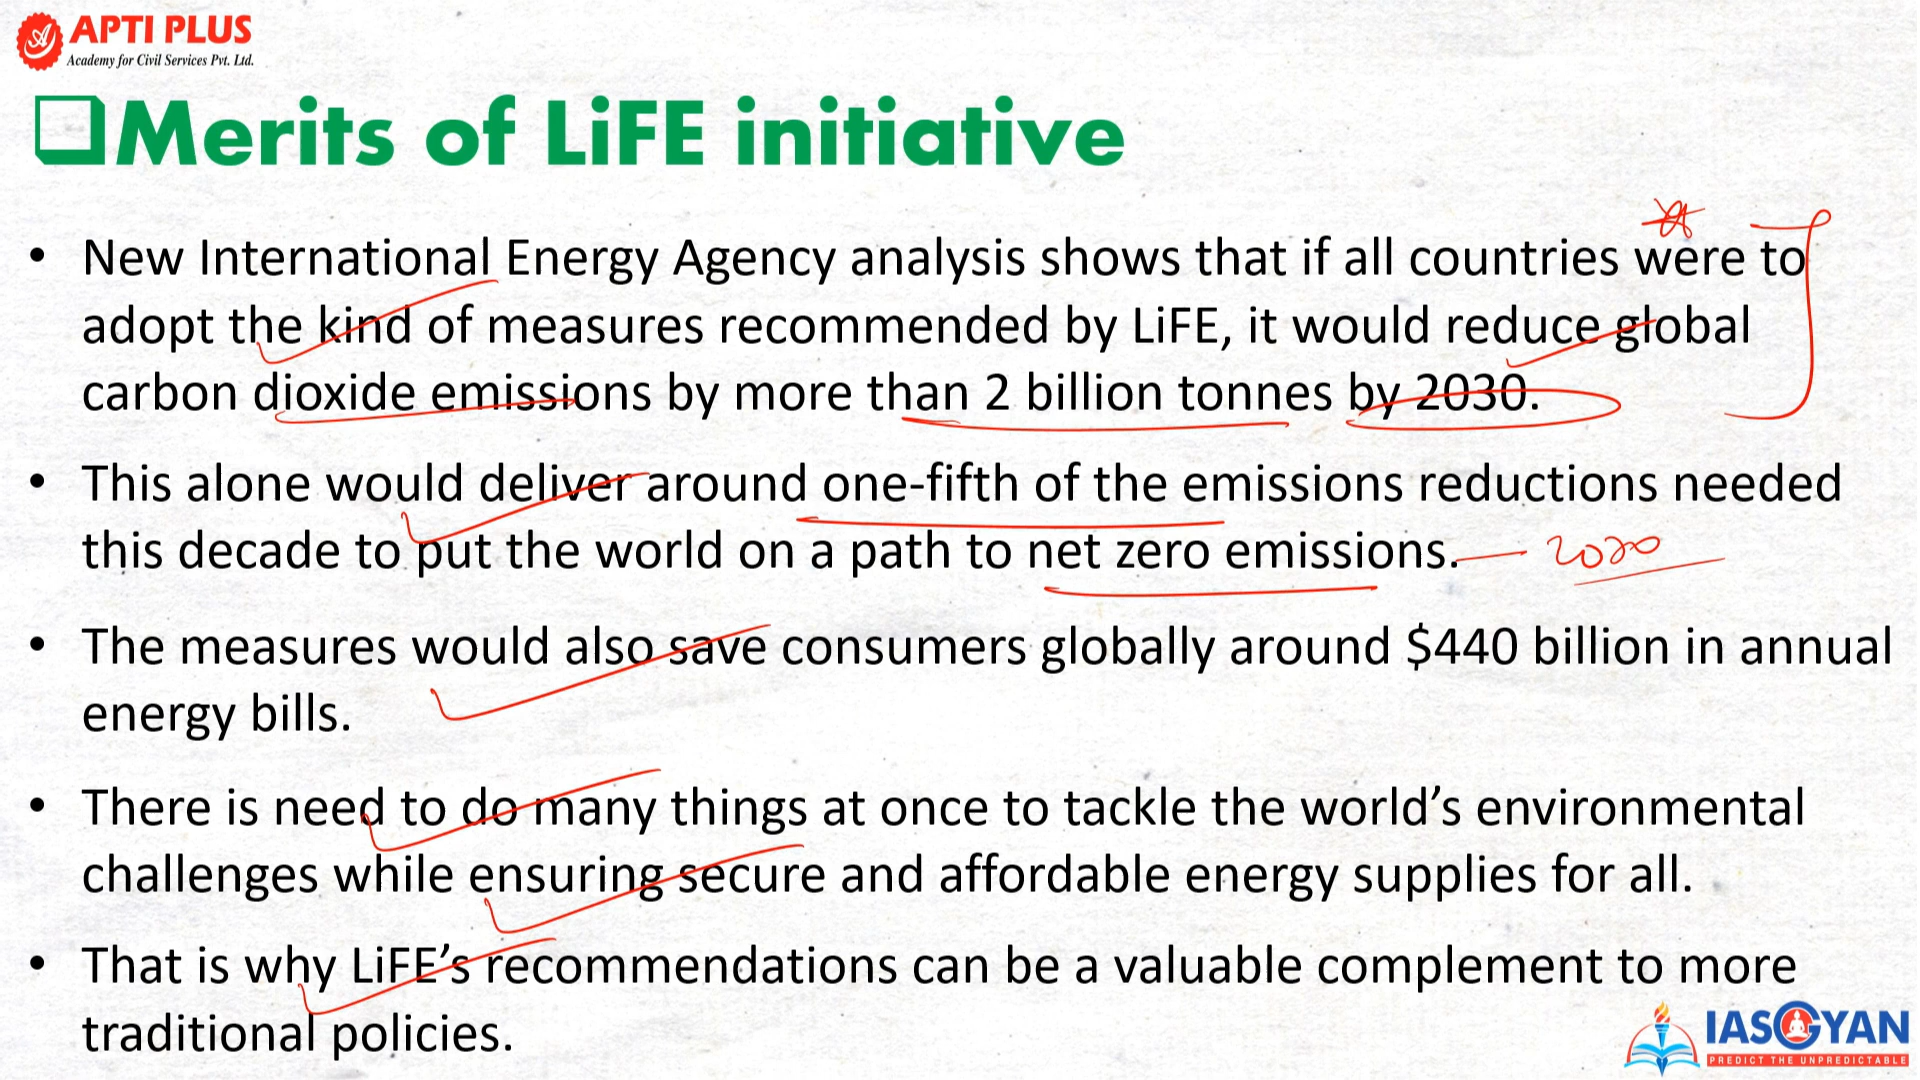 APTI PLUS
Academy for Civil Services Pvt. Ltd.
Merits of LiFE initiative
• New International Energy Agency analysis shows that if all countries were to
adopt the kind of measures recommended by LiFE, it would reduce global
carbon dioxide emissions by more than 2 billion tonnes by 2030.
• This alone would deliver around one-fifth of the emissions reductions needed
this decade to put the world on a path to net zero emissions.
• The measures would also save consumers globally around $440 billion in annual
energy bills.
• There is need to do many things at once to tackle the world’s environmental
challenges while ensuring secure and affordable energy supplies for all.
• That is why LiFE’s recommendations can be a valuable complement to more
traditional policies.
IASGYAN
PREDICT THE UNPREDICTABLE